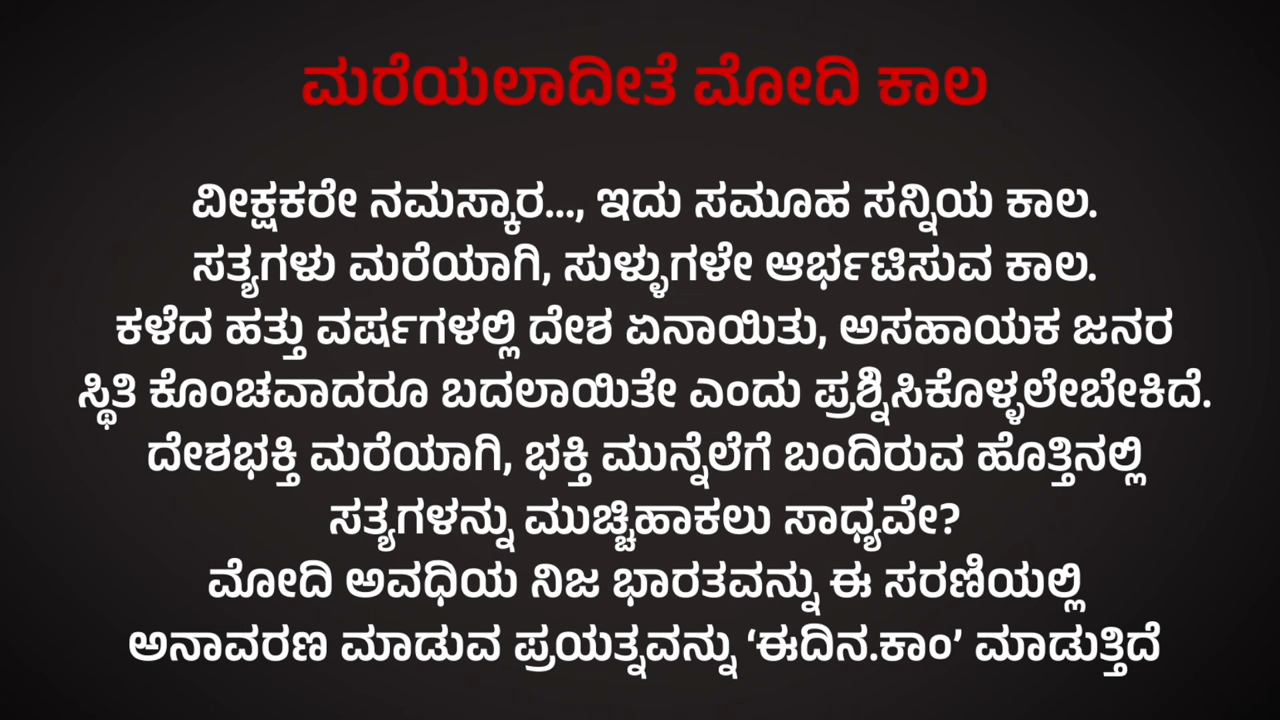 ಮರೆಯಲಾದೀತೆ ಮೋದಿ ಕಾಲ
ವೀಕ್ಷಕರೇ ನಮಸ್ಕಾರ..., ಇದು ಸಮೂಹ ಸನ್ನಿಯ ಕಾಲ.
ಸತ್ಯಗಳು ಮರೆಯಾಗಿ, ಸುಳ್ಳುಗಳೇ ಆರ್ಭಟಿಸುವ ಕಾಲ.
ಕಳೆದ ಹತ್ತು ವರ್ಷಗಳಲ್ಲಿ ದೇಶ ಏನಾಯಿತು, ಅಸಹಾಯಕ ಜನರ
ಸ್ಥಿತಿ ಕೊಂಚವಾದರೂ ಬದಲಾಯಿತೇ ಎಂದು ಪ್ರಶ್ನಿಸಿಕೊಳ್ಳಲೇಬೇಕಿದೆ.
ದೇಶಭಕ್ತಿ ಮರೆಯಾಗಿ, ಭಕ್ತಿ ಮುನ್ನೆಲೆಗೆ ಬಂದಿರುವ ಹೊತ್ತಿನಲ್ಲಿ
ಸತ್ಯಗಳನ್ನು ಮುಚ್ಚಿಹಾಕಲು ಸಾಧ್ಯವೇ?
ಮೋದಿ ಅವಧಿಯ ನಿಜ ಭಾರತವನ್ನು ಈ ಸರಣಿಯಲ್ಲಿ
ಅನಾವರಣ ಮಾಡುವ ಪ್ರಯತ್ನವನ್ನು ‘ಈದಿನ.ಕಾಂ’ ಮಾಡುತ್ತಿದೆ